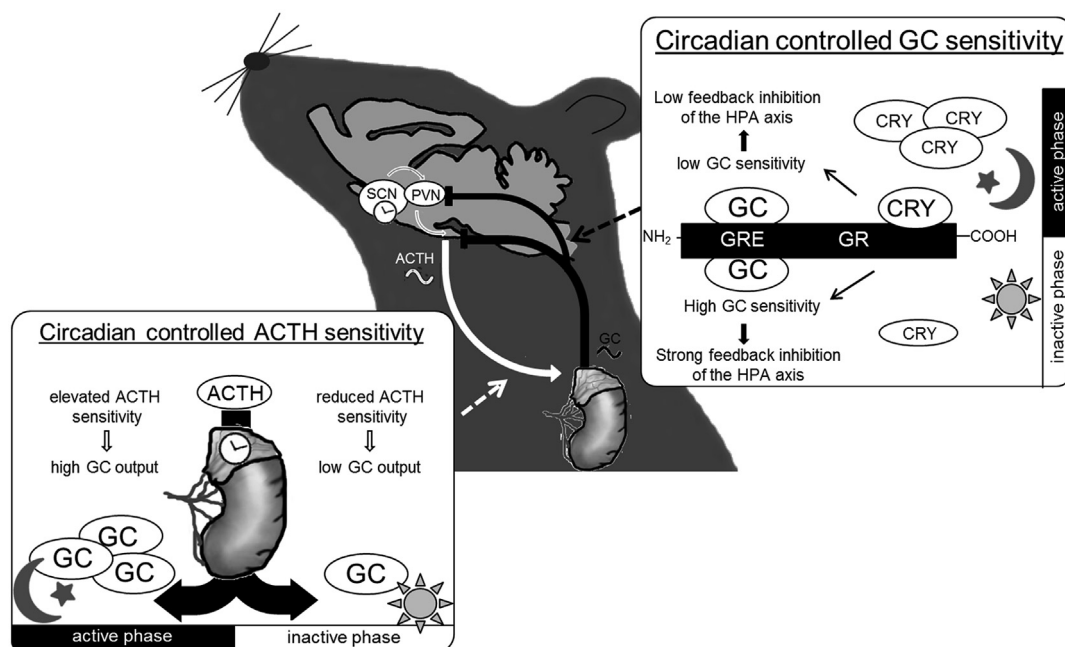 Circadian controlled GC sensitivity
Low feedback inhibition
of the HPA axis
low GC sensitivity
CRY
CRY
CRY
active phase
GC
CRY
NH2
GRE
GR
COOH
GC
High GC sensitivity
Strong feedback inhibition
of the HPA axis
CRY
inactive phase
SCN
PVN
ACTH
GC
Circadian controlled ACTH sensitivity
elevated ACTH
sensitivity
high GC output
ACTH
reduced ACTH
sensitivity
low GC output
GC
GC
GC
GC
active phase
inactive phase